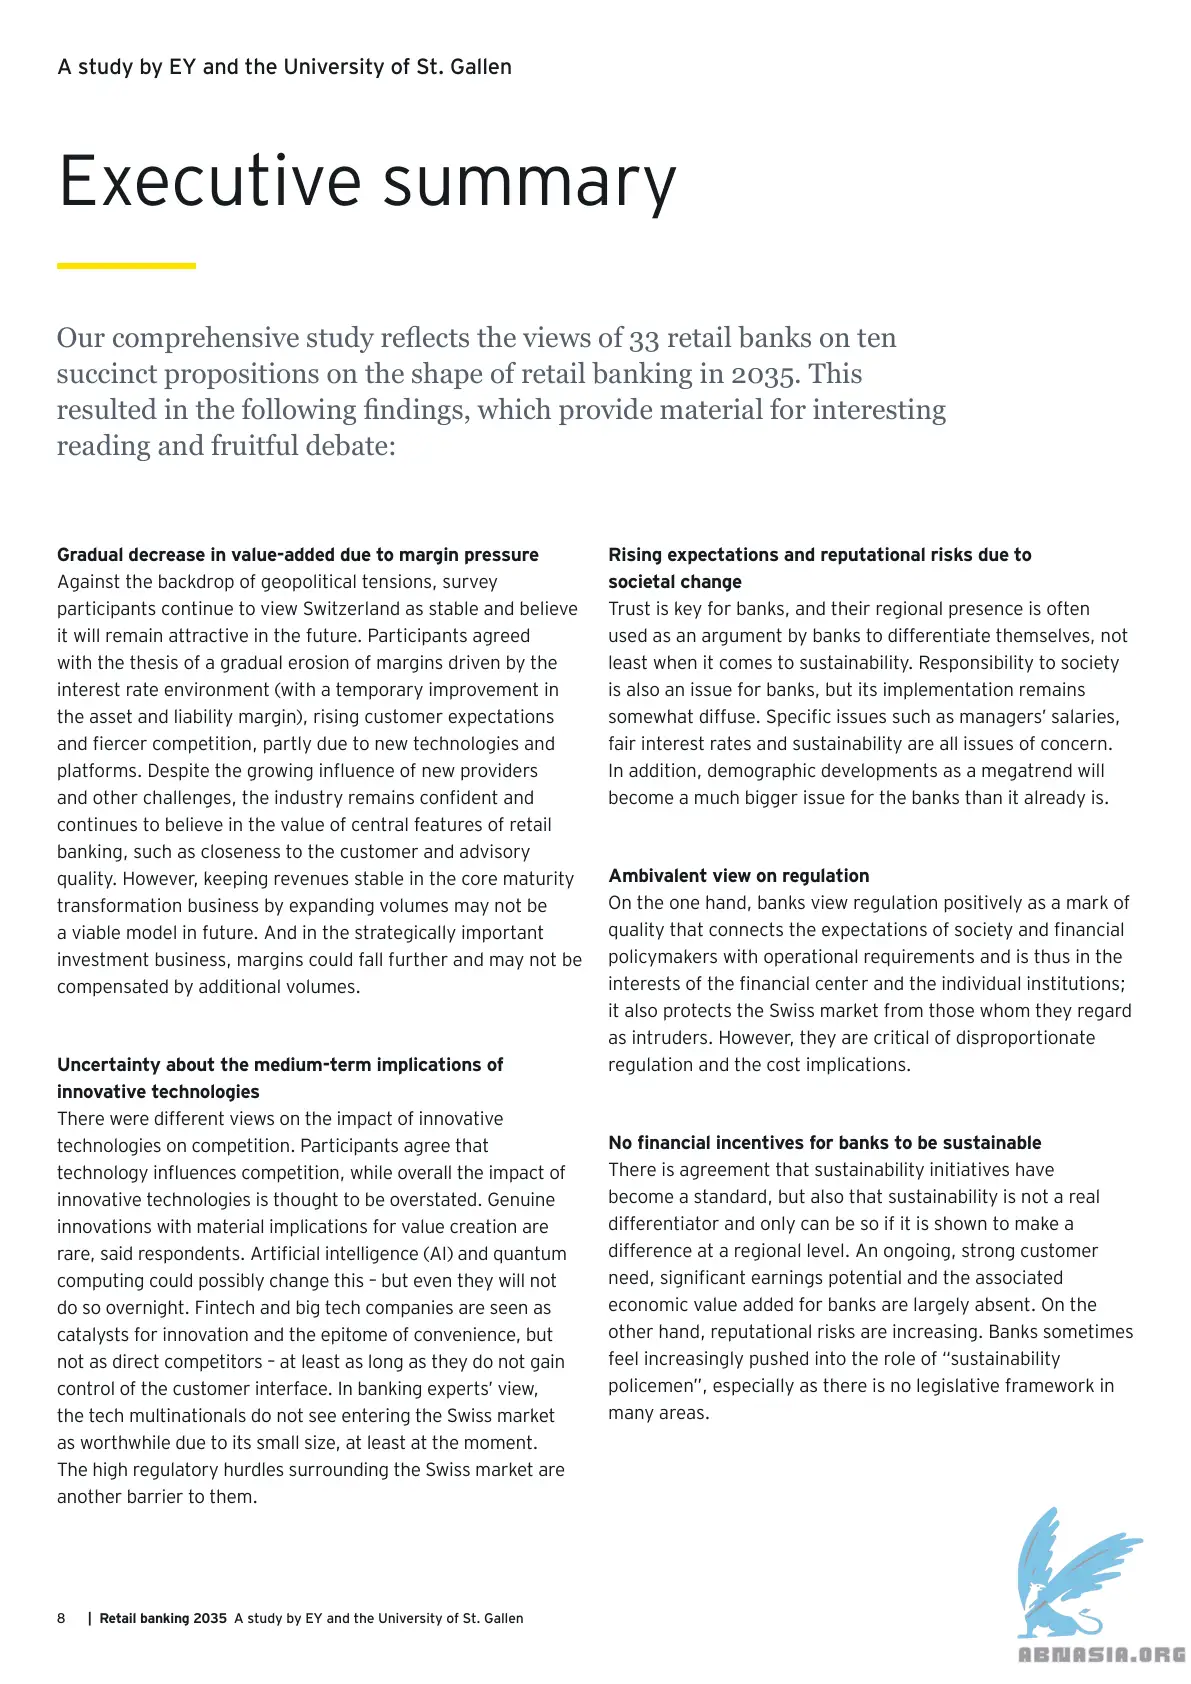 A study by EY and the University of St. Gallen
Executive summary
Our comprehensive study reflects the views of 33 retail banks on ten
succinct propositions on the shape of retail banking in 2035. This
resulted in the following findings, which provide material for interesting
reading and fruitful debate:
Gradual decrease in value-added due to margin pressure
Against the backdrop of geopolitical tensions, survey
participants continue to view Switzerland as stable and believe
it will remain attractive in the future. Participants agreed
with the thesis of a gradual erosion of margins driven by the
interest rate environment (with a temporary improvement in
the asset and liability margin), rising customer expectations
and fiercer competition, partly due to new technologies and
platforms. Despite the growing influence of new providers
and other challenges, the industry remains confident and
continues to believe in the value of central features of retail
banking, such as closeness to the customer and advisory
quality. However, keeping revenues stable in the core maturity
transformation business by expanding volumes may not be
a viable model in future. And in the strategically important
investment business, margins could fall further and may not be
compensated by additional volumes.
Uncertainty about the medium-term implications of
innovative technologies
There were different views on the impact of innovative
technologies on competition. Participants agree that
technology influences competition, while overall the impact of
innovative technologies is thought to be overstated. Genuine
innovations with material implications for value creation are
rare, said respondents. Artificial intelligence (AI) and quantum
computing could possibly change this – but even they will not
do so overnight. Fintech and big tech companies are seen as
catalysts for innovation and the epitome of convenience, but
not as direct competitors – at least as long as they do not gain
control of the customer interface. In banking experts’ view,
the tech multinationals do not see entering the Swiss market
as worthwhile due to its small size, at least at the moment.
The high regulatory hurdles surrounding the Swiss market are
another barrier to them.
Rising expectations and reputational risks due to
societal change
Trust is key for banks, and their regional presence is often
used as an argument by banks to differentiate themselves, not
least when it comes to sustainability. Responsibility to society
is also an issue for banks, but its implementation remains
somewhat diffuse. Specific issues such as managers’ salaries,
fair interest rates and sustainability are all issues of concern.
In addition, demographic developments as a megatrend will
become a much bigger issue for the banks than it already is.
Ambivalent view on regulation
On the one hand, banks view regulation positively as a mark of
quality that connects the expectations of society and financial
policymakers with operational requirements and is thus in the
interests of the financial center and the individual institutions;
it also protects the Swiss market from those whom they regard
as intruders. However, they are critical of disproportionate
regulation and the cost implications.
No financial incentives for banks to be sustainable
There is agreement that sustainability initiatives have
become a standard, but also that sustainability is not a real
differentiator and only can be so if it is shown to make a
difference at a regional level. An ongoing, strong customer
need, significant earnings potential and the associated
economic value added for banks are largely absent. On the
other hand, reputational risks are increasing. Banks sometimes
feel increasingly pushed into the role of “sustainability
policemen”, especially as there is no legislative framework in
many areas.
8 | Retail banking 2035 A study by EY and the University of St. Gallen
ABNASIA.ORG